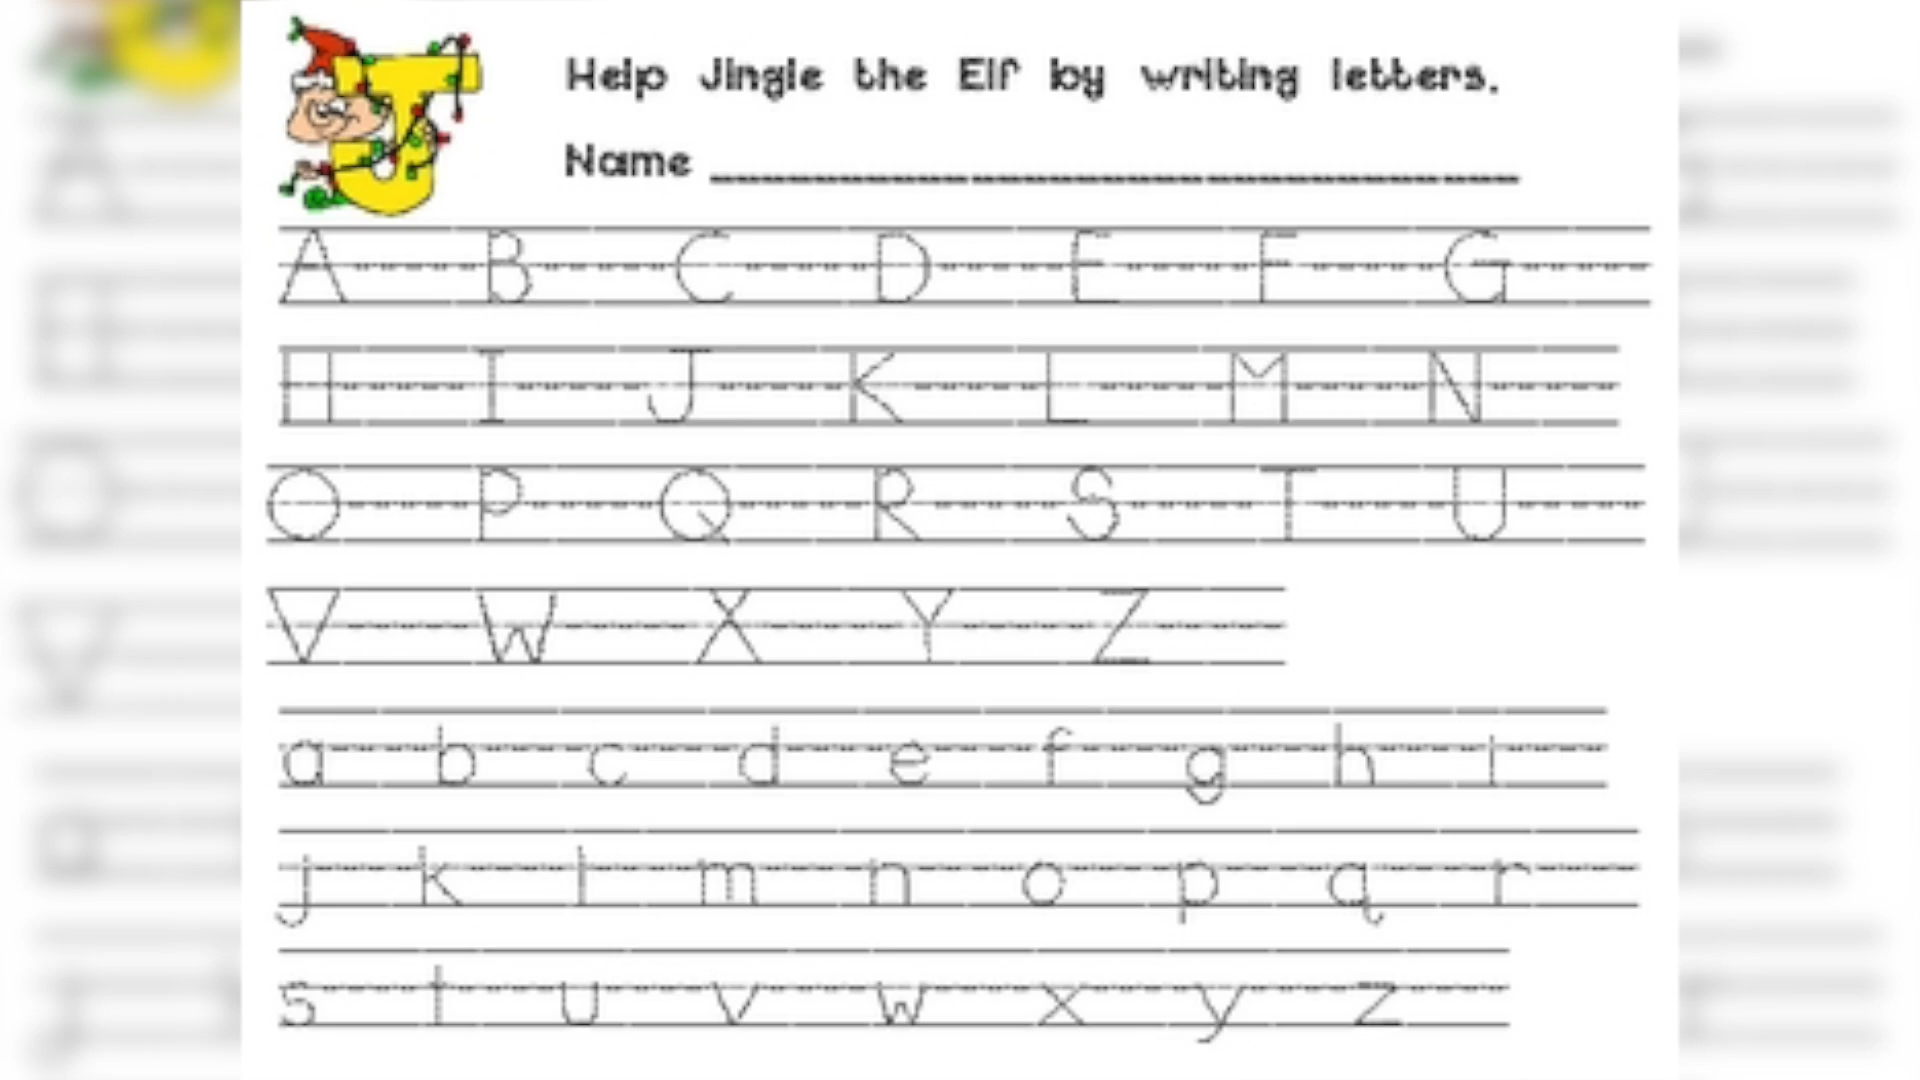 J
Help Jingle the Elf by writing letters.
Name
A B C D E F G
H I J K L M N
O P Q R S T U
V W X Y Z
a b c d e f g h i
j k l m n o p q r
s t u v w x y z